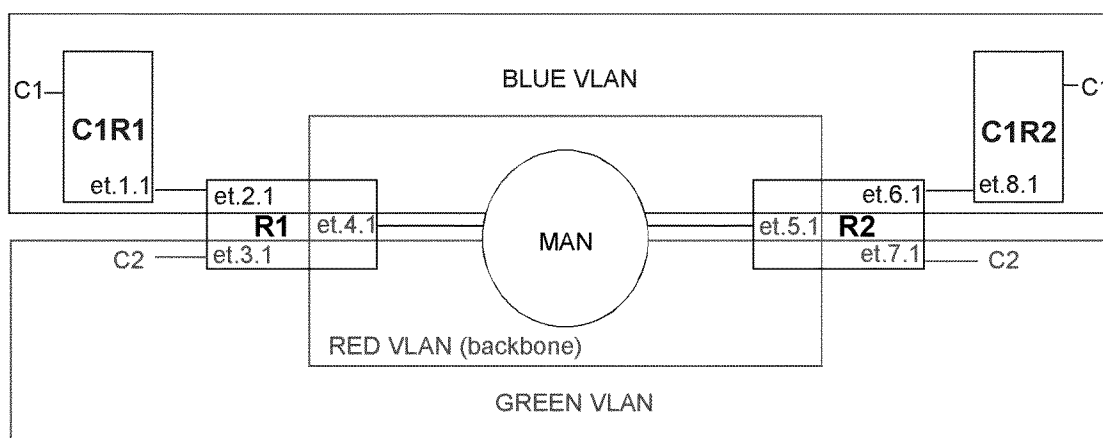 BLUE VLAN
C1
C1R1
et.1.1
C1
C1R2
et.8.1
et.2.1
R1
et.4.1
et.3.1
C2
MAN
et.6.1
et.5.1
R2
et.7.1
C2
RED VLAN (backbone)
GREEN VLAN